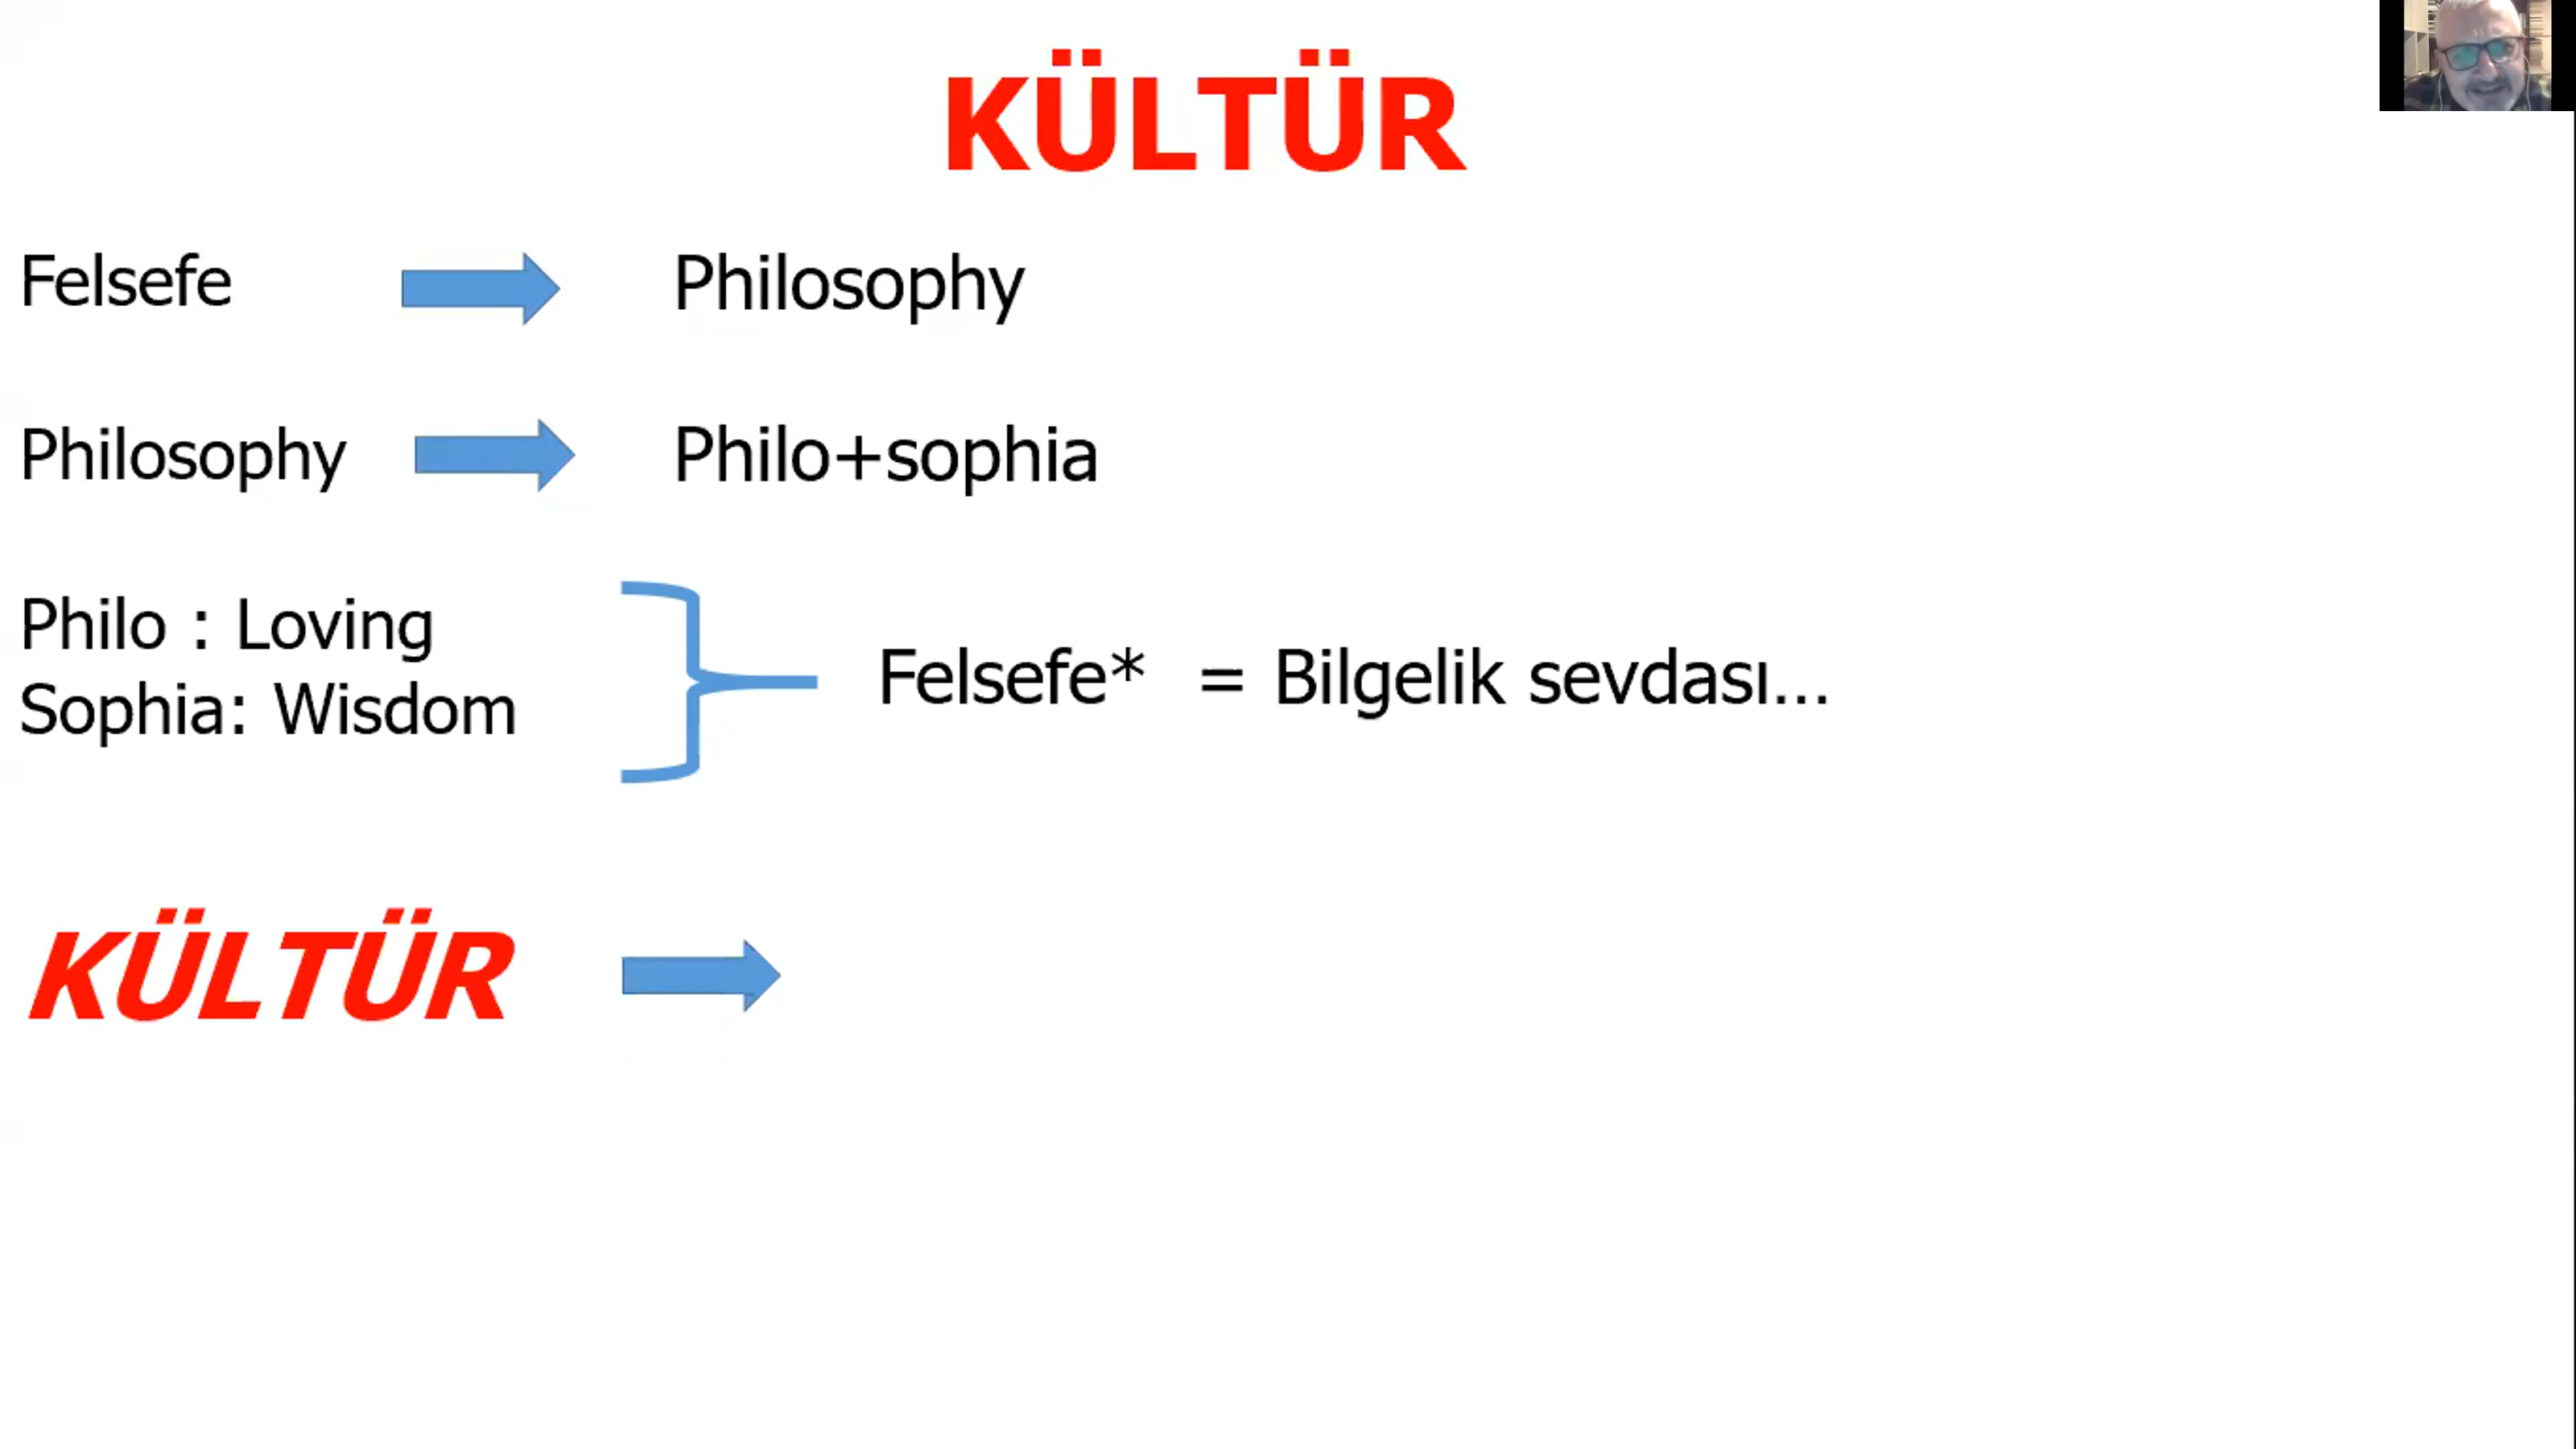 KÜLTÜR
Felsefe Philosophy
Philosophy Philo+sophia
Philo : Loving
Sophia: Wisdom
Felsefe* = Bilgelik sevdası...
KÜLTÜR